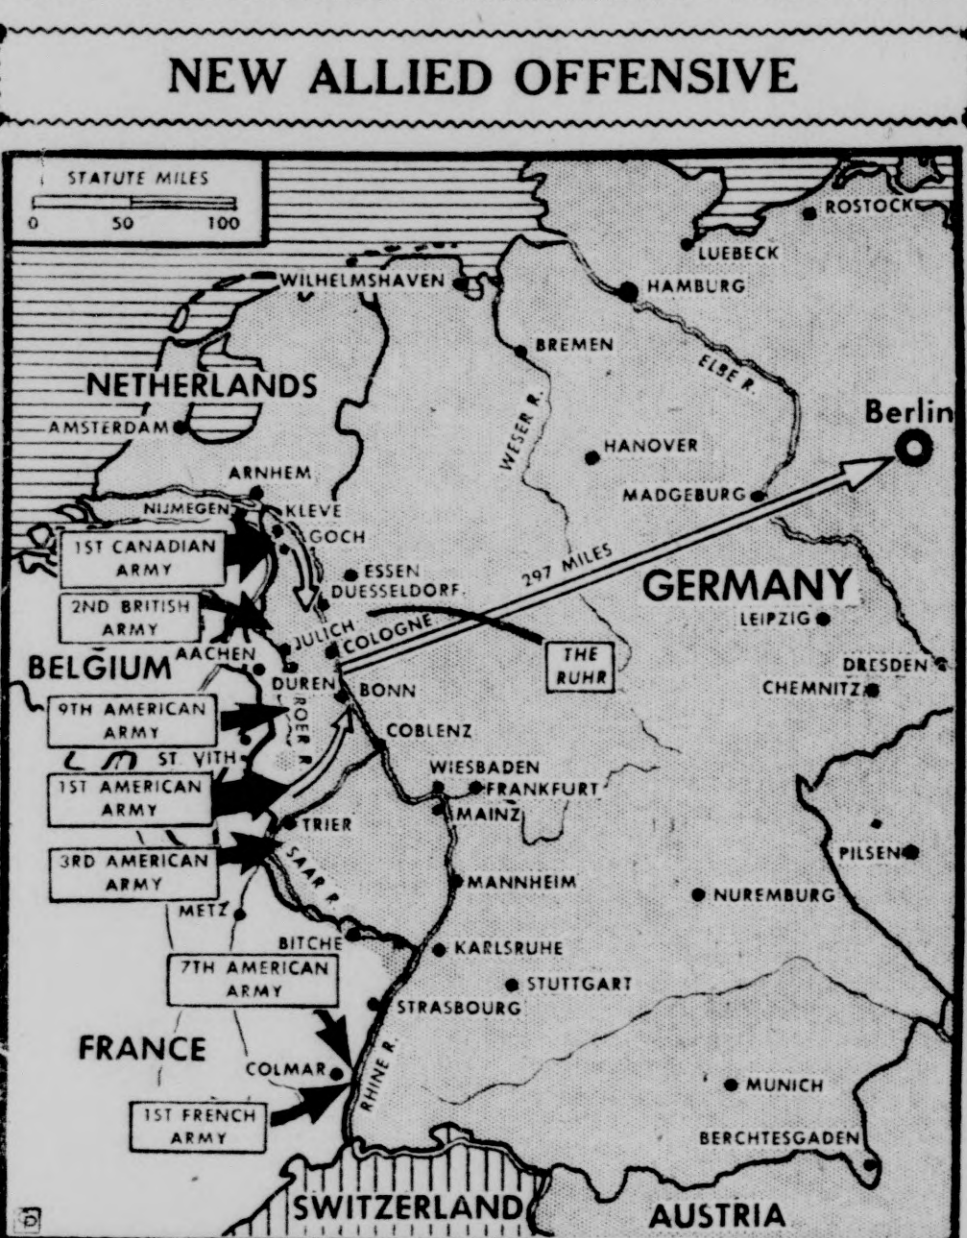 NEW ALLIED OFFENSIVE
STATUTE MILES
0 50 100
ROSTOCK
LUEBECK
WILHELMSHAVEN
HAMBURG
BREMEN
ELBE R.
NETHERLANDS
Berlin
AMSTERDAM
WESER R.
HANOVER
ARNHEM
MADGEBURG
NIJMEGEN
KLEVE
GOCH
1ST CANADIAN
ARMY
297 MILES
ESSEN
DUESSELDORF.
GERMANY
2ND BRITISH
ARMY
LEIPZIG
JULICH
COLOGNE
AACHEN
BELGIUM
THE
RUHR
DRESDEN
DUREN
BONN
CHEMNITZ
9TH AMERICAN
ARMY
ROER R
COBLENZ
ST. VITH
WIESBADEN
1ST AMERICAN
ARMY
FRANKFURT
MAINZ
TRIER
3RD AMERICAN
ARMY
SAAR R.
PILSEN
MANNHEIM
NUREMBURG
METZ
BITCHE
KARLSRUHE
7TH AMERICAN
ARMY
STUTTGART
STRASBOURG
FRANCE
COLMAR
RHINE R.
MUNICH
1ST FRENCH
ARMY
BERCHTESGADEN
SWITZERLAND
AUSTRIA